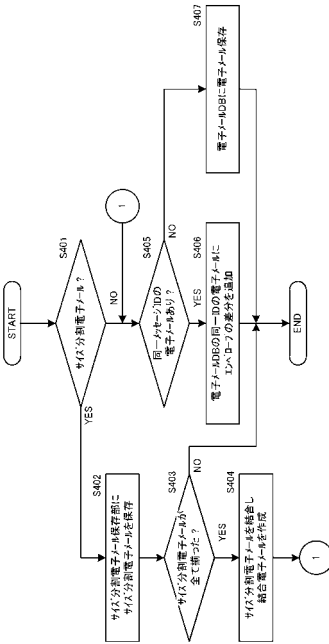 START
S401
サイズ分割電子メール？
YES
NO
1
S402
サイズ分割電子メール保存部に
サイズ分割電子メールを保存
S403
サイズ分割電子メールが
全て揃った？
NO
YES
S404
サイズ分割電子メールを結合し
結合電子メールを作成
1
S405
同一メッセージIDの
電子メールあり？
NO
YES
S406
電子メールDBの同一IDの電子メールに
エンベロープの差分を追加
S407
電子メールDBに電子メール保存
END